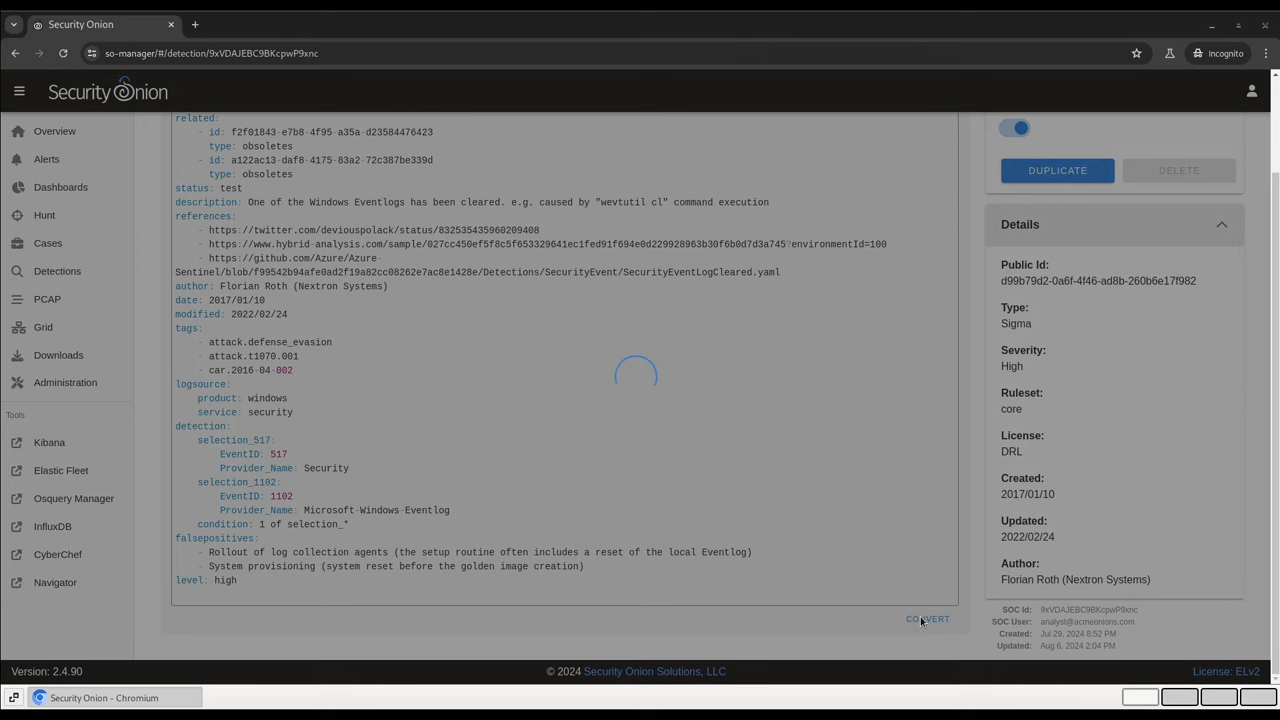 Security Onion
so-manager/#/detection/9xVDAJEBC9BKcpwP9xnc
Incognito
Security Onion
Overview
Alerts
Dashboards
Hunt
Cases
Detections
PCAP
Grid
Downloads
Administration
Tools
Kibana
Elastic Fleet
Osquery Manager
InfluxDB
CyberChef
Navigator
related:
- id: f2f01843-e7b8-4f95-a35a-d23584476423
type: obsoletes
- id: a122ac13-daf8-4175-83a2-72c387be339d
type: obsoletes
status: test
description: One of the Windows Eventlogs has been cleared. e.g. caused by "wevtutil cl" command execution
references:
- https://twitter.com/deviouspolack/status/832535435960209408
- https://www.hybrid-analysis.com/sample/027cc450ef5f8c5f653329641ec1fed91f694e0d229928963b30f6b0d7d3a745?environmentId=100
- https://github.com/Azure/Azure-
Sentinel/blob/f99542b94afe0ad2f19a82cc08262e7ac8e1428e/Detections/SecurityEvent/SecurityEventLogCleared.yaml
author: Florian Roth (Nextron Systems)
date: 2017/01/10
modified: 2022/02/24
tags:
- attack.defense_evasion
- attack.t1070.001
- car.2016-04-002
logsource:
product: windows
service: security
detection:
selection_517:
EventID: 517
Provider_Name: Security
selection_1102:
EventID: 1102
Provider_Name: Microsoft-Windows-Eventlog
condition: 1 of selection_*
falsepositives:
- Rollout of log collection agents (the setup routine often includes a reset of the local Eventlog)
- System provisioning (system reset before the golden image creation)
level: high
CONVERT
DUPLICATE
DELETE
Details
Public Id:
d99b79d2-0a6f-4f46-ad8b-260b6e17f982
Type:
Sigma
Severity:
High
Ruleset:
core
License:
DRL
Created:
2017/01/10
Updated:
2022/02/24
Author:
Florian Roth (Nextron Systems)
SOC Id: 9xVDAJEBC9BKcpwP9xnc
SOC User: analyst@acmeonions.com
Created: Jul 29, 2024 8:52 PM
Updated: Aug 6, 2024 2:04 PM
Version: 2.4.90
© 2024 Security Onion Solutions, LLC
License: ELv2
Security Onion - Chromium